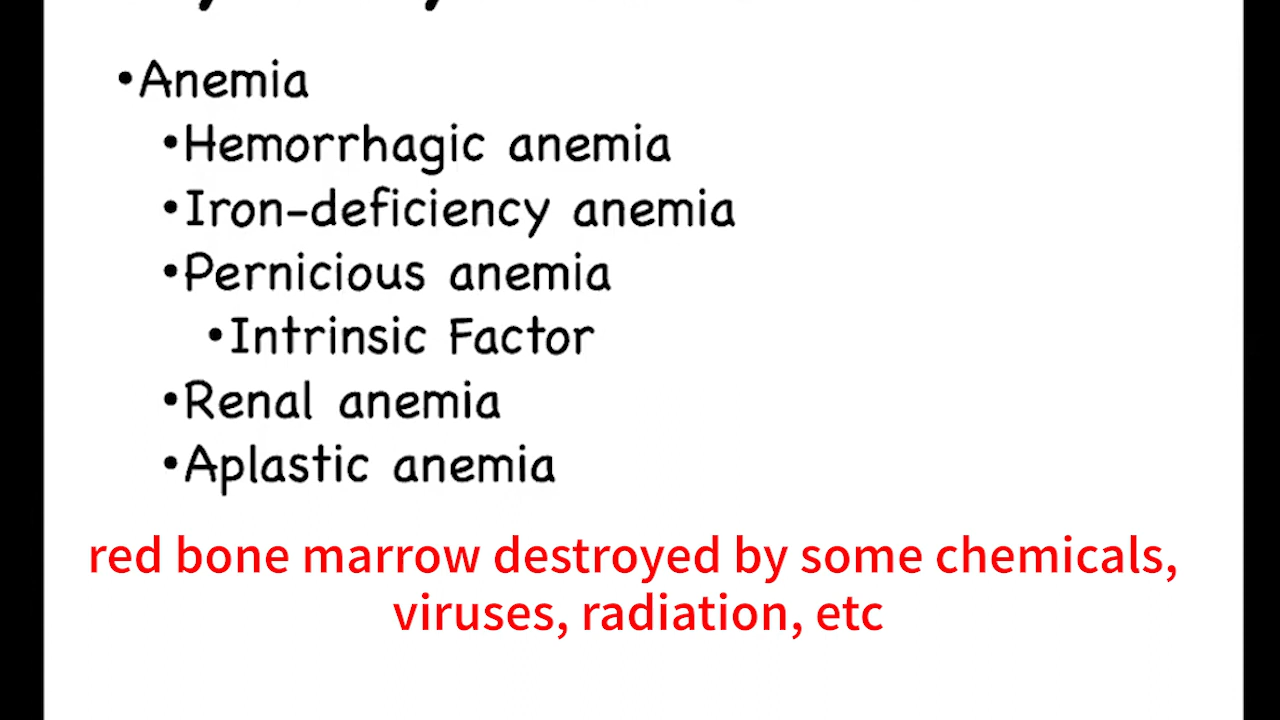 •Anemia
•Hemorrhagic anemia
•Iron-deficiency anemia
•Pernicious anemia
•Intrinsic Factor
•Renal anemia
•Aplastic anemia
red bone marrow destroyed by some chemicals,
viruses, radiation, etc